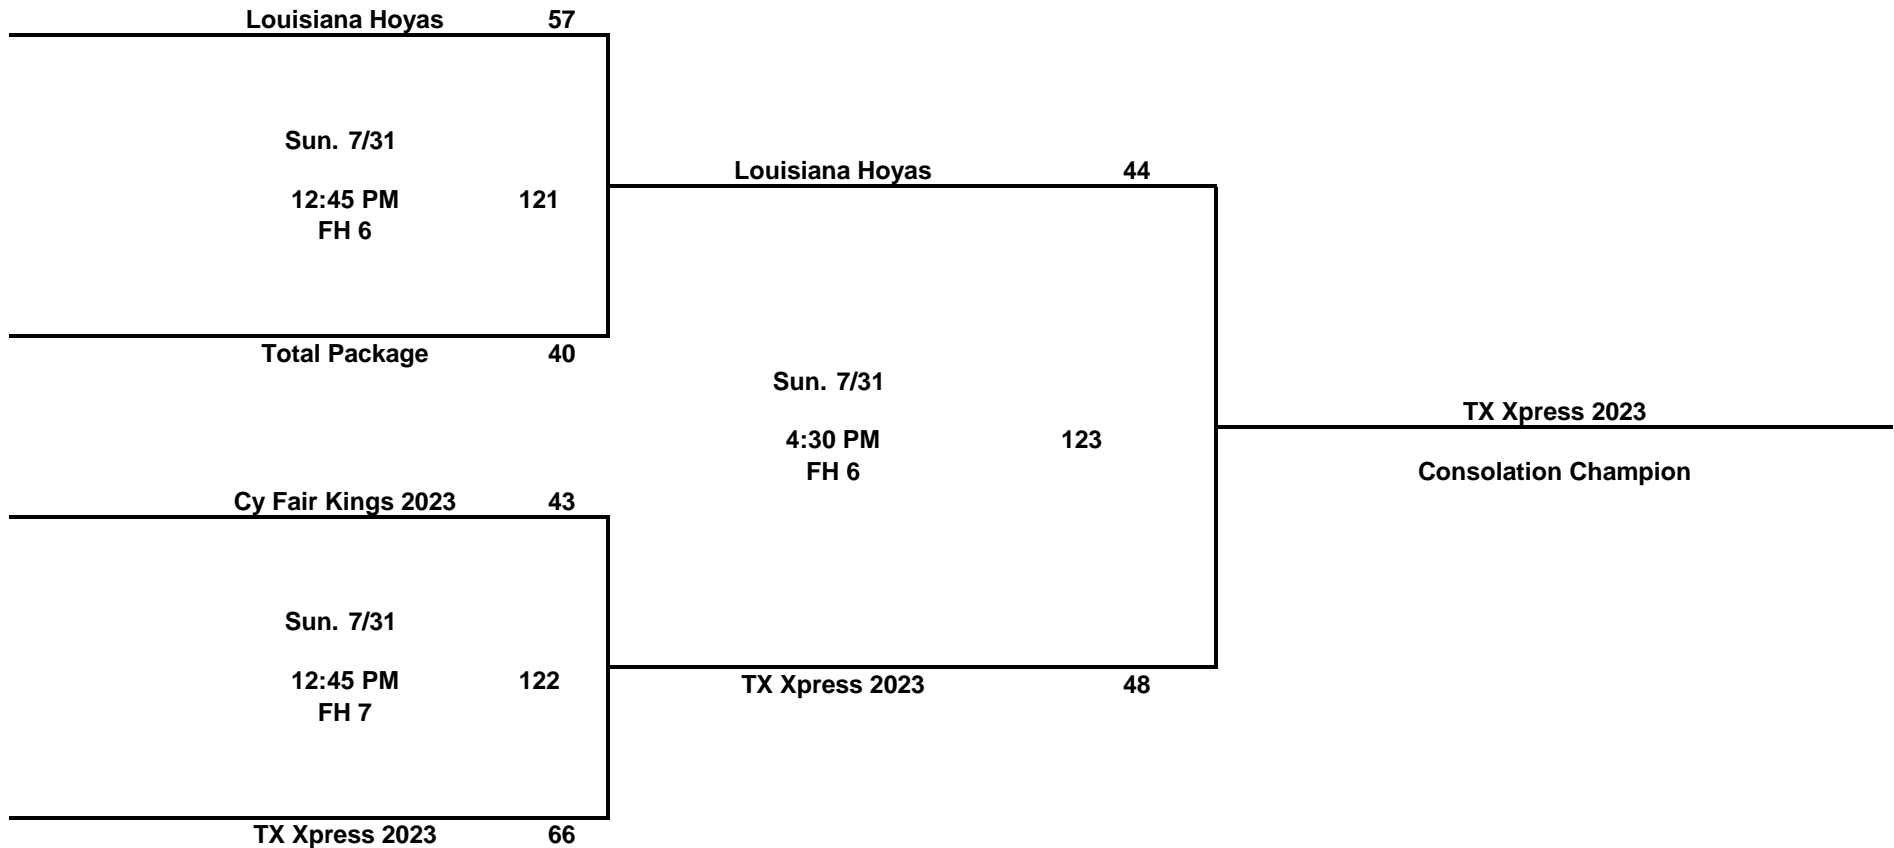 Louisiana Hoyas 57
Sun. 7/31
12:45 PM 121
FH 6
Total Package 40
Cy Fair Kings 2023 43
Sun. 7/31
12:45 PM 122
FH 7
TX Xpress 2023 66
Louisiana Hoyas 44
Sun. 7/31
4:30 PM 123
FH 6
TX Xpress 2023 48
TX Xpress 2023
Consolation Champion